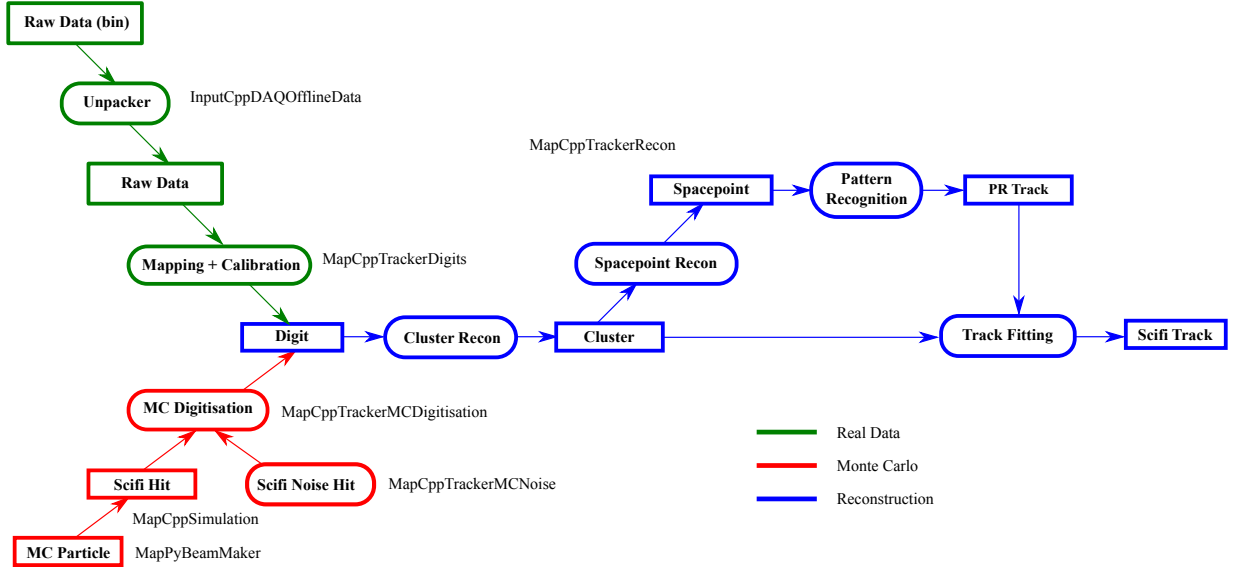 Raw Data (bin)
Unpacker
InputCppDAQOfflineData
Raw Data
MapCppTrackerRecon
Spacepoint
Pattern
Recognition
PR Track
Mapping + Calibration
MapCppTrackerDigits
Spacepoint Recon
Digit
Cluster Recon
Cluster
Track Fitting
Scifi Track
MC Digitisation
MapCppTrackerMCDigitisation
Real Data
Monte Carlo
Reconstruction
Scifi Hit
Scifi Noise Hit
MapCppTrackerMCNoise
MapCppSimulation
MC Particle
MapPyBeamMaker